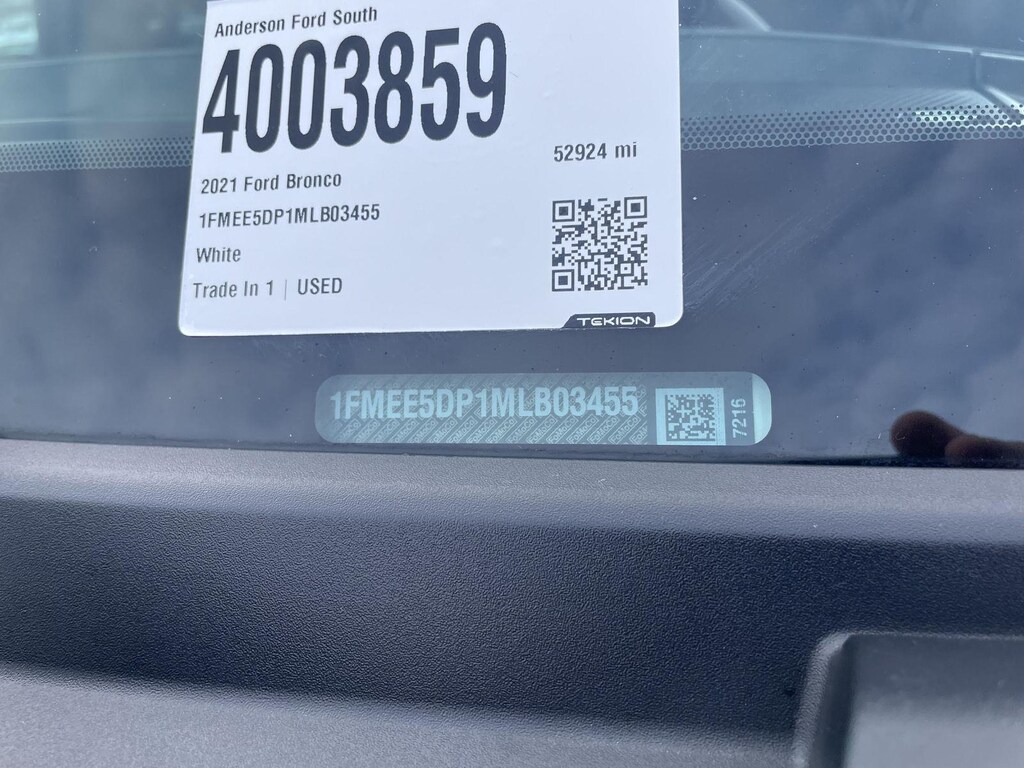 Anderson Ford South
4003859
52924 mi
2021 Ford Bronco
1FMEE5DP1MLB03455
White
Trade In 1 | USED
TEKION
1FMEE5DP1MLB03455
7216